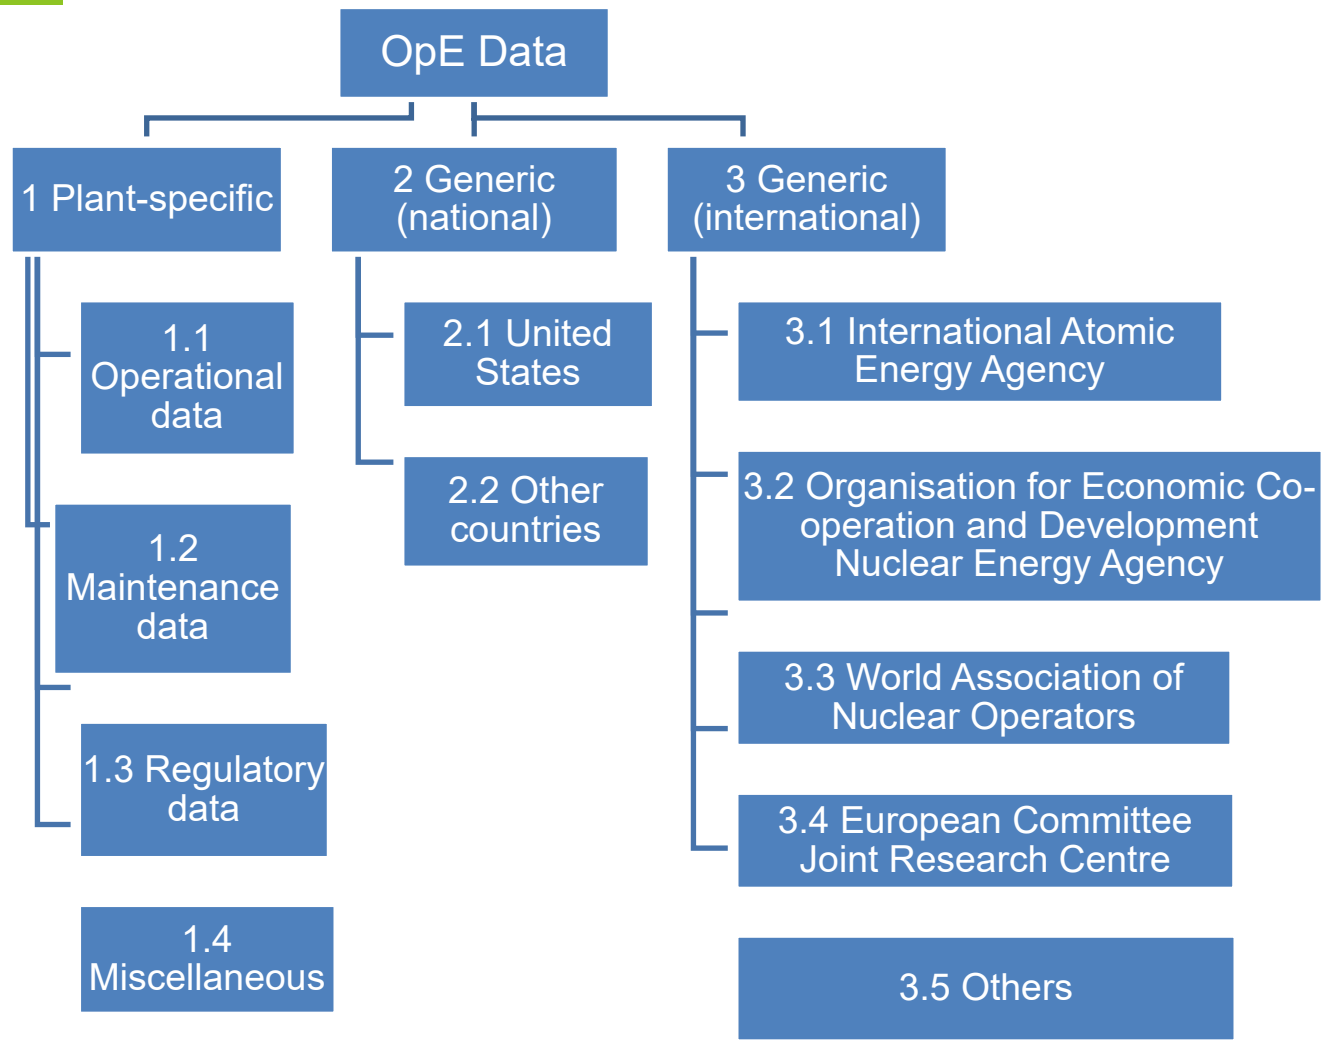 OpE Data
1 Plant-specific
2 Generic
(national)
3 Generic
(international)
1.1
Operational
data
1.2
Maintenance
data
1.3 Regulatory
data
1.4
Miscellaneous
2.1 United
States
2.2 Other
countries
3.1 International Atomic
Energy Agency
3.2 Organisation for Economic Co-
operation and Development
Nuclear Energy Agency
3.3 World Association of
Nuclear Operators
3.4 European Committee
Joint Research Centre
3.5 Others